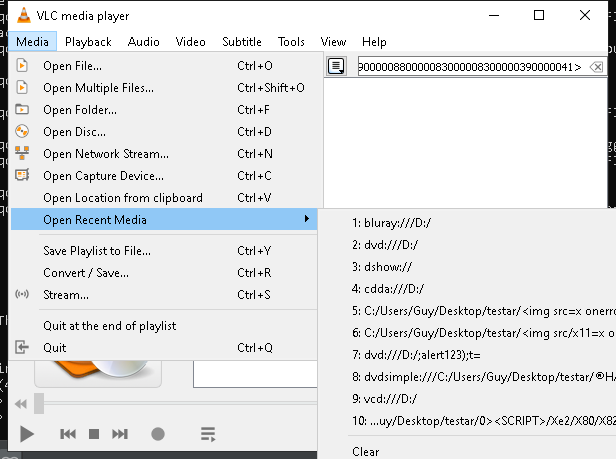 VLC media player
Media Playback Audio Video Subtitle Tools View Help
Open File... Ctrl+O
Open Multiple Files... Ctrl+Shift+O
Open Folder... Ctrl+F
Open Disc... Ctrl+D
Open Network Stream... Ctrl+N
Open Capture Device... Ctrl+C
Open Location from clipboard Ctrl+V
Open Recent Media
Save Playlist to File... Ctrl+Y
Convert / Save... Ctrl+R
Stream... Ctrl+S
Quit at the end of playlist
Quit Ctrl+Q
90000088000008300000830000039000004​1>
1: bluray:///D:/
2: dvd:///D:/
3: dshow://
4: cdda:///D:/
5: C:/Users/Guy/Desktop/testar/<img src=x onerro
6: C:/Users/Guy/Desktop/testar/<img src/x11=x o
7: dvd:///D:/;alert123);t=
8: dvdsimple:///C:/Users/Guy/Desktop/testar/@H/
9: vcd:///D:/
10: ...uy/Desktop/testar/0><SCRIPT>/Xe2/X80/X82
Clear